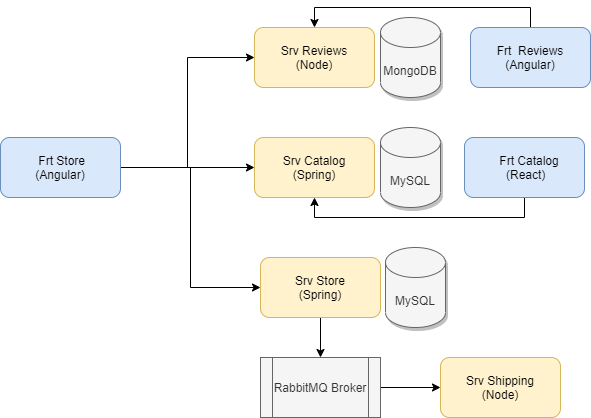 Srv Reviews
(Node)
MongoDB
Frt  Reviews
(Angular)
Frt Store
(Angular)
Srv Catalog
(Spring)
MySQL
Frt Catalog
(React)
Srv Store
(Spring)
MySQL
RabbitMQ Broker
Srv Shipping
(Node)